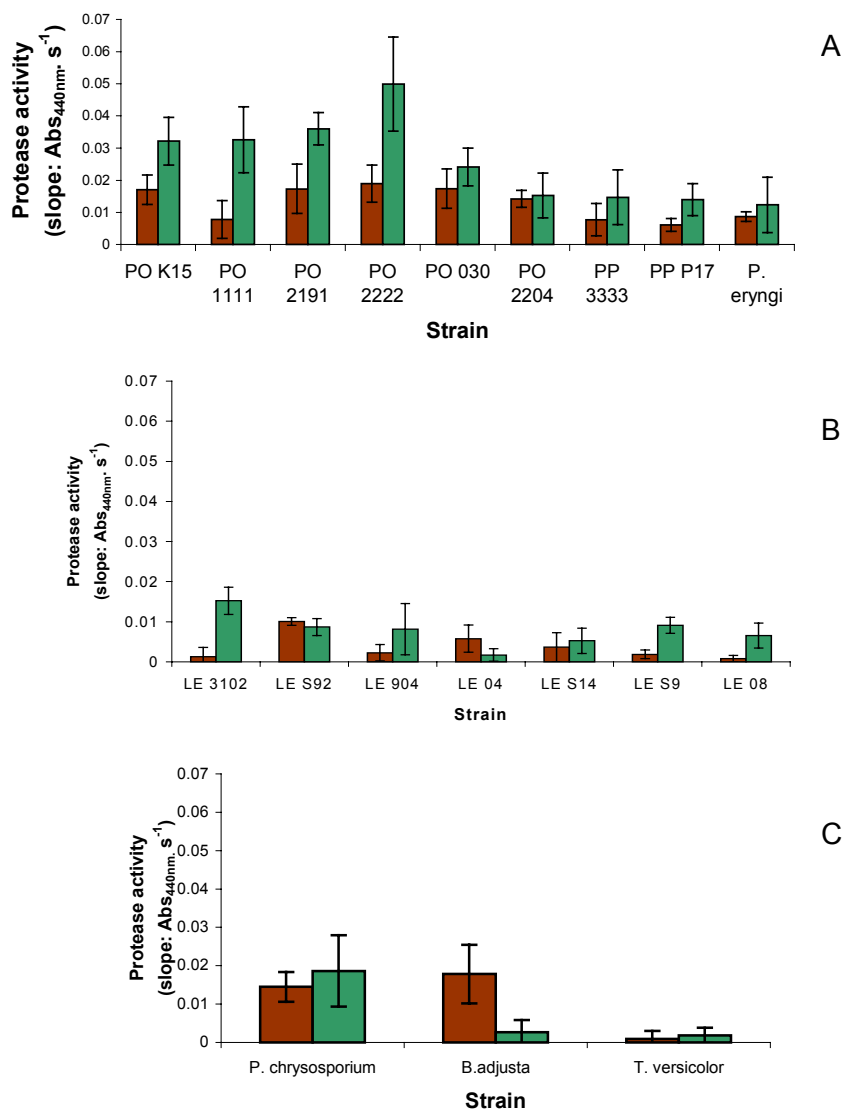 A
Protease activity
(slope: Abs440nm· s-1)
0.07
0.06
0.05
0.04
0.03
0.02
0.01
0
PO K15
PO 1111
PO 2191
PO 2222
PO 030
PO 2204
PP 3333
PP P17
P. eryngi
Strain
B
Protease activity
(slope: Abs440nm· s-1)
0.07
0.06
0.05
0.04
0.03
0.02
0.01
0
LE 3102
LE S92
LE 904
LE 04
LE S14
LE S9
LE 08
Strain
C
Protease activity
(slope: Abs440nm. s-1)
0.07
0.06
0.05
0.04
0.03
0.02
0.01
0
P. chrysosporium
B.adjusta
T. versicolor
Strain